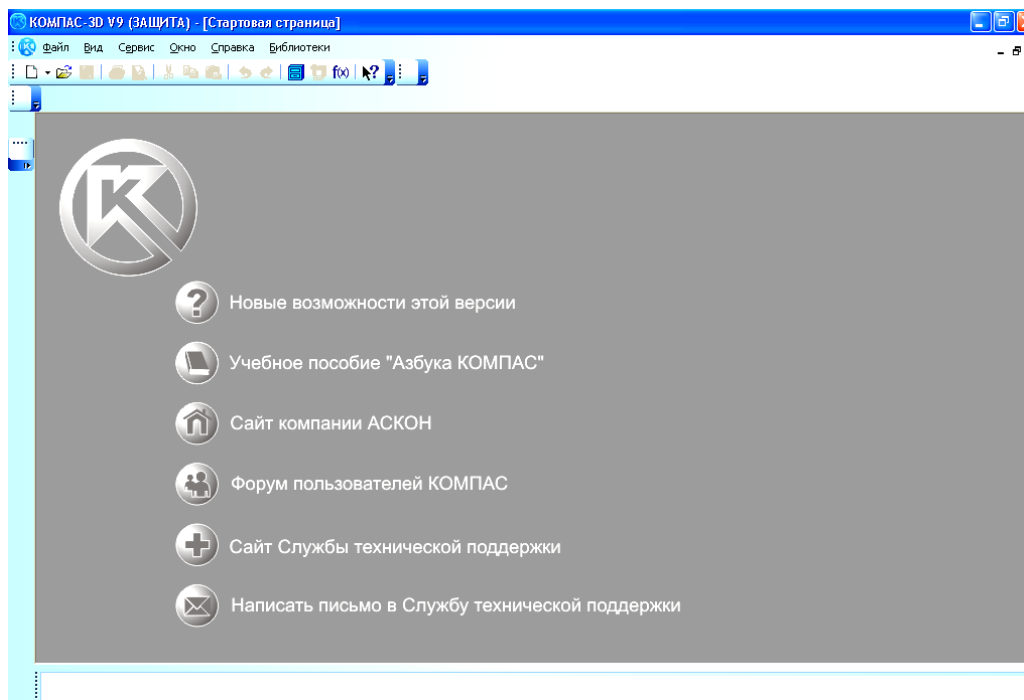 КОМПАС-3D V9 (ЗАЩИТА) - [Стартовая страница]
Файл Вид Сервис Окно Справка Библиотеки
f(x) ?
Новые возможности этой версии
Учебное пособие "Азбука КОМПАС"
Сайт компании АСКОН
Форум пользователей КОМПАС
Сайт Службы технической поддержки
Написать письмо в Службу технической поддержки